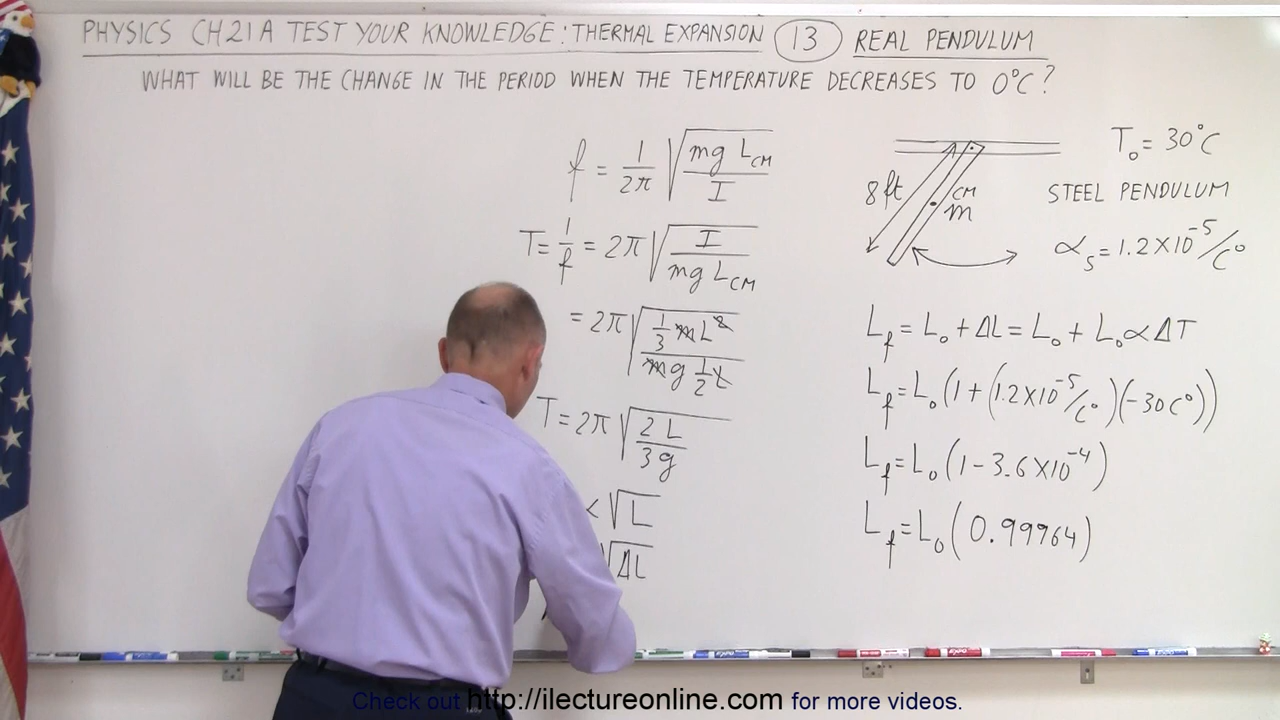 PHYSICS CH21A TEST YOUR KNOWLEDGE: THERMAL EXPANSION 13 REAL PENDULUM
WHAT WILL BE THE CHANGE IN THE PERIOD WHEN THE TEMPERATURE DECREASES TO 0°C?
f = 1/2π √(mg L_CM / I)
T = 1/f = 2π √(I / mg L_CM)
= 2π √(1/3 mL² / mg 1/2 L)
T = 2π √(2L / 3g)
√L
√ΔL
T₀ = 30°C
8ft
CM
m
STEEL PENDULUM
α_s = 1.2 X 10⁻⁵/C°
L_f = L₀ + ΔL = L₀ + L₀ α ΔT
L_f = L₀ (1 + (1.2 X 10⁻⁵/C°)(-30C°))
L_f = L₀ (1 - 3.6 X 10⁻⁴)
L_f = L₀ (0.99964)
Check out http://ilectureonline.com for more videos.